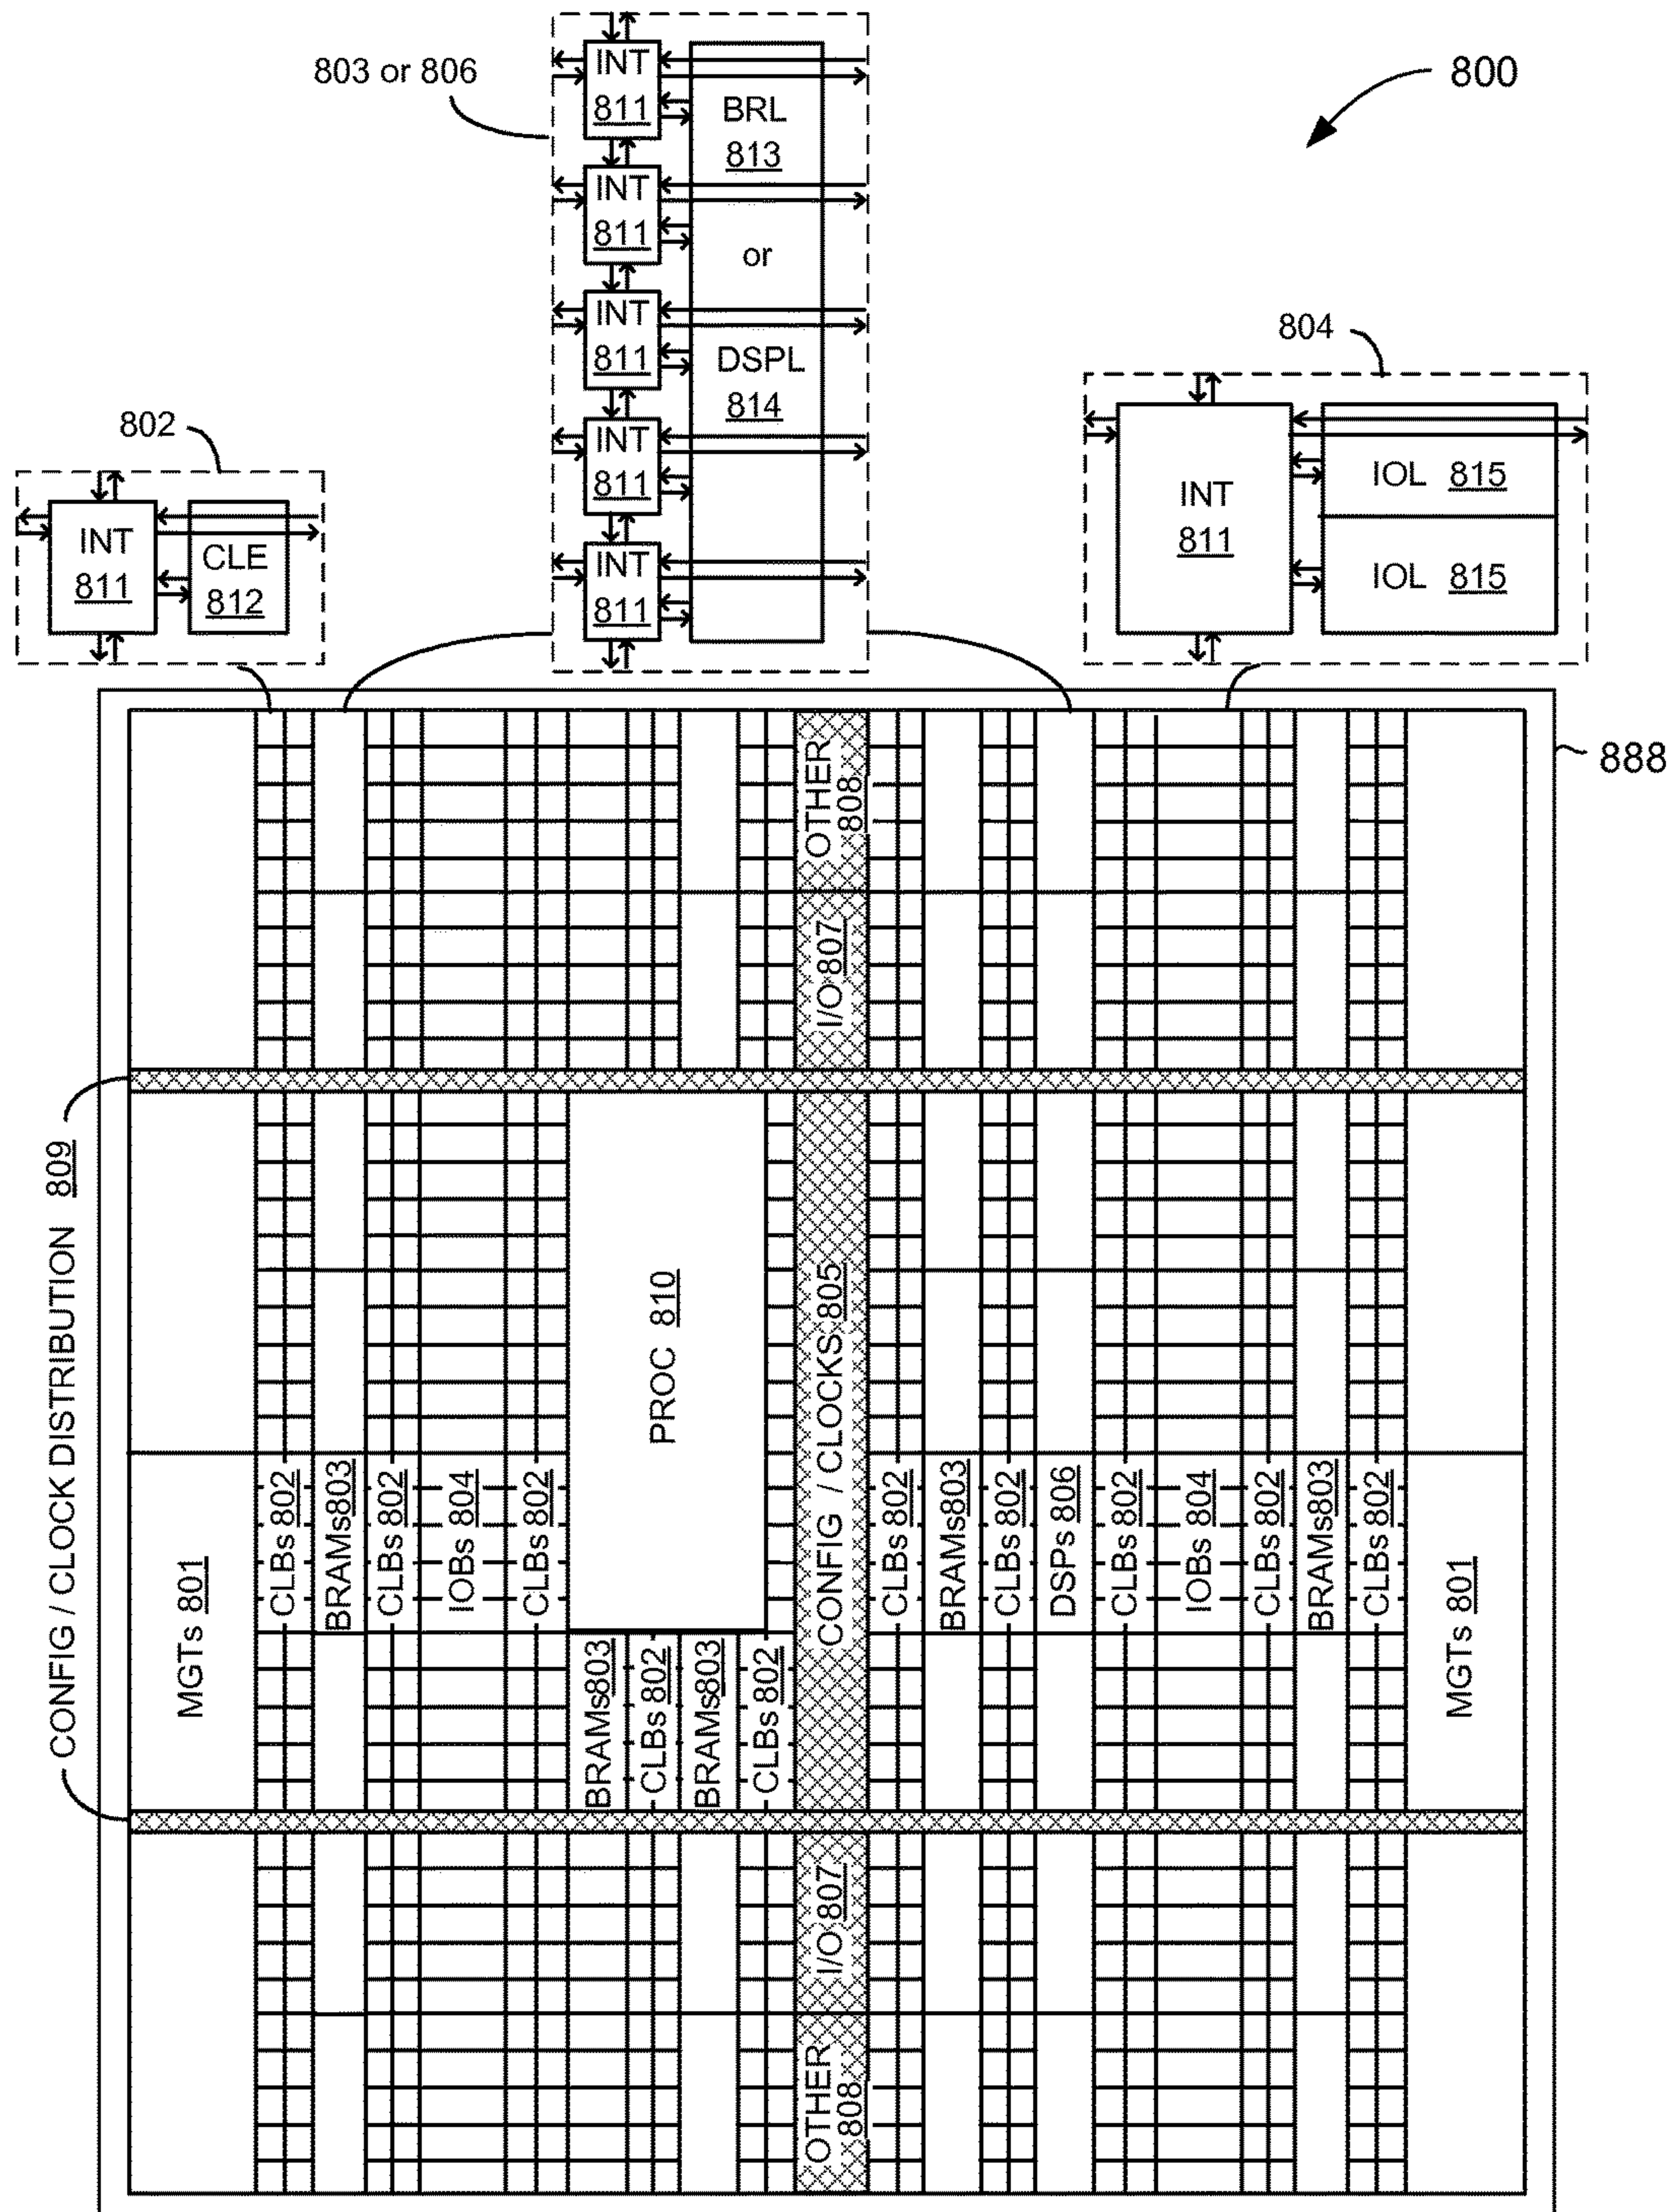 800
803 or 806
INT
811
INT
811
INT
811
INT
811
INT
811
BRL
813
or
DSPL
814
804
INT
811
IOL 815
IOL 815
802
INT
811
CLE
812
888
OTHER
808
I/O 807
CONFIG / CLOCK DISTRIBUTION 809
PROC 810
CONFIG / CLOCKS 805
MGTs 801
CLBs 802
BRAMs 803
CLBs 802
IOBs 804
CLBs 802
BRAMs 803
CLBs 802
BRAMs 803
CLBs 802
CLBs 802
BRAMs 803
CLBs 802
DSPs 806
CLBs 802
IOBs 804
CLBs 802
BRAMs 803
CLBs 802
MGTs 801
I/O 807
OTHER
808